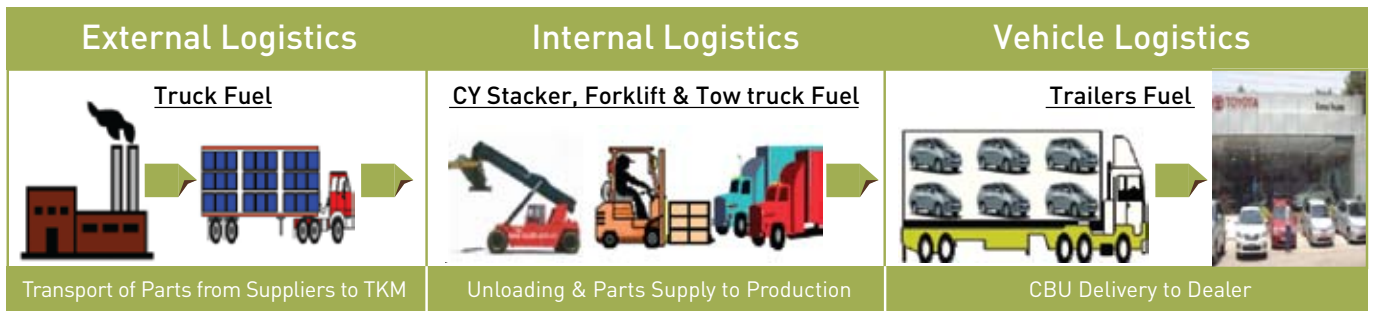 External Logistics
Internal Logistics
Vehicle Logistics
Truck Fuel
CY Stacker, Forklift & Tow truck Fuel
Trailers Fuel
TOYOTA
Transport of Parts from Suppliers to TKM
Unloading & Parts Supply to Production
CBU Delivery to Dealer